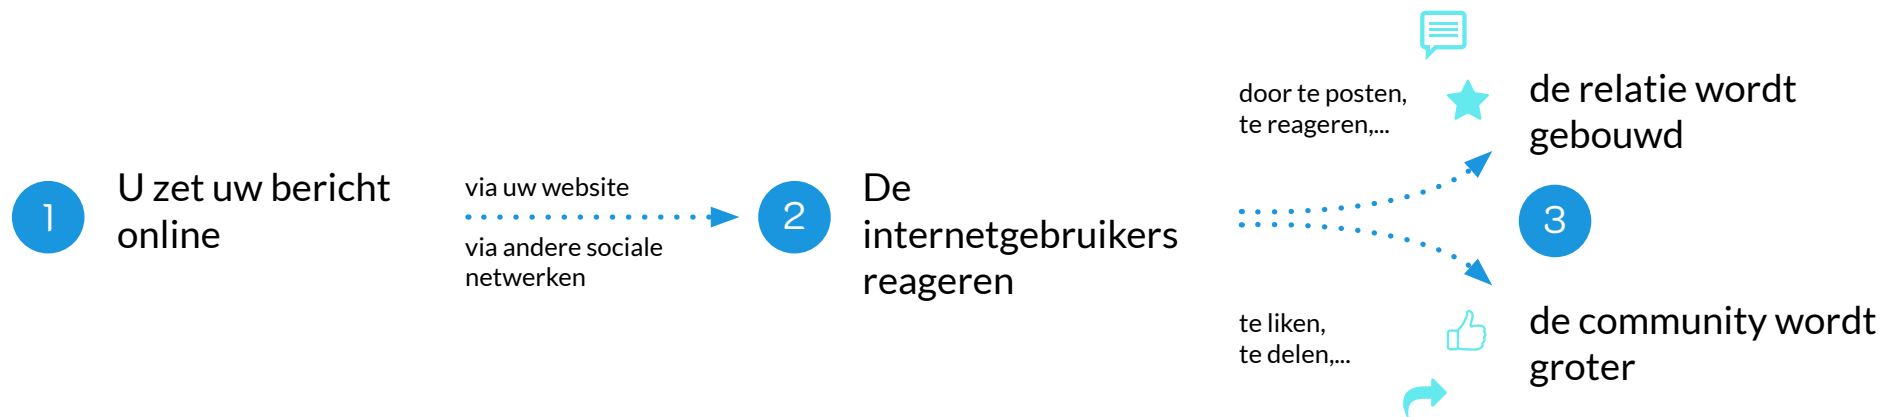 1
U zet uw bericht
online
via uw website
via andere sociale
netwerken
2
De
internetgebruikers
reageren
door te posten,
te reageren,...
de relatie wordt
gebouwd
3
te liken,
te delen,...
de community wordt
groter